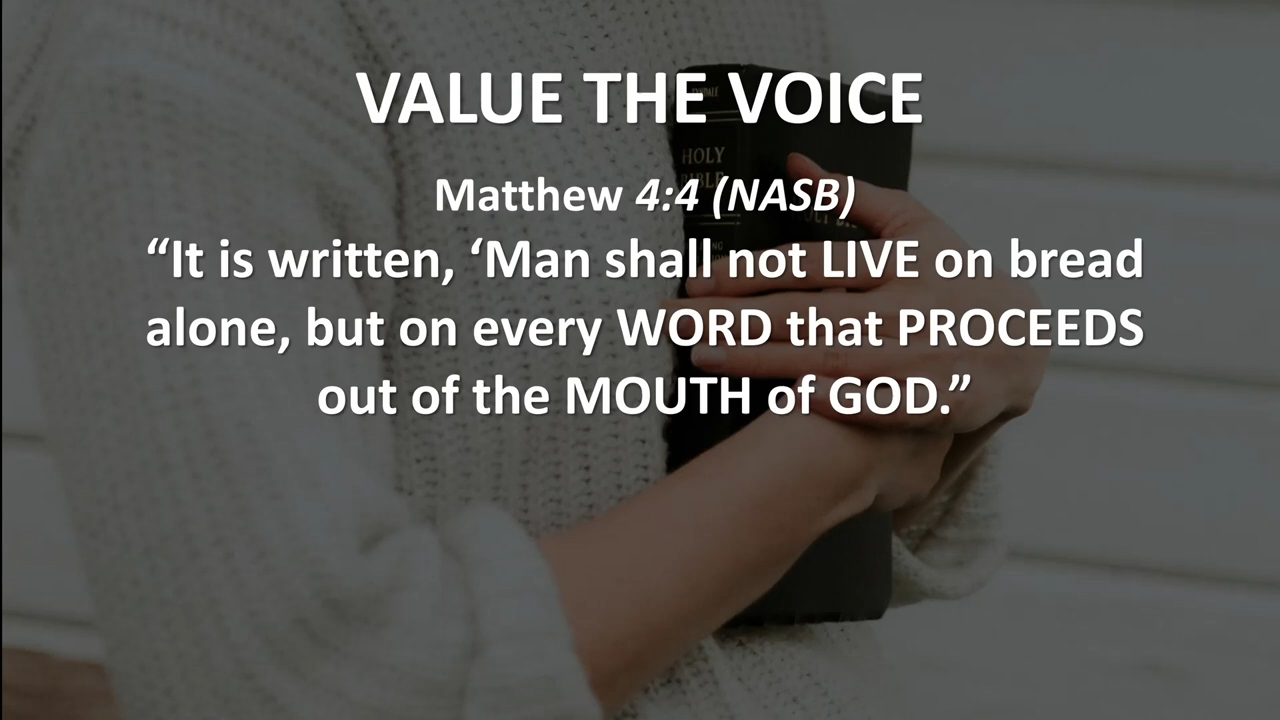 VALUE THE VOICE
Matthew 4:4 (NASB)
“It is written, ‘Man shall not LIVE on bread
alone, but on every WORD that PROCEEDS
out of the MOUTH of GOD.”
HOLY
BIBLE